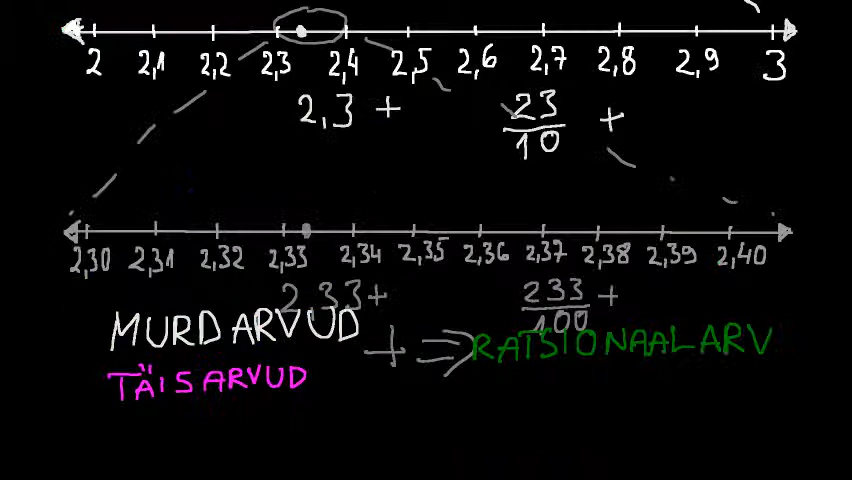 2 2,1 2,2 2,3 2,4 2,5 2,6 2,7 2,8 2,9 3
2,3 + 23/10 +
2,30 2,31 2,32 2,33 2,34 2,35 2,36 2,37 2,38 2,39 2,40
2,33+ 233/100 +
MURDARVUD
+ ⇒ RATSIONAALARV
TÄISARVUD